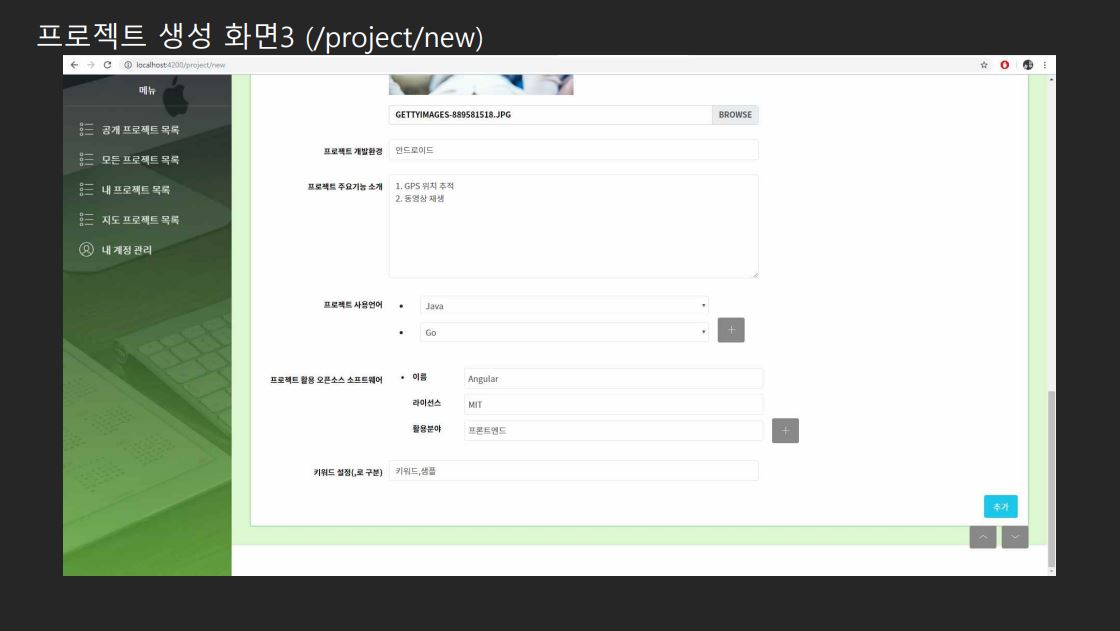 프로젝트 생성 화면3 (/project/new)
localhost:4200/project/new
메뉴
공개 프로젝트 목록
모든 프로젝트 목록
내 프로젝트 목록
지도 프로젝트 목록
내 계정 관리
GETTYIMAGES-889581518.JPG BROWSE
프로젝트 개발환경 안드로이드
프로젝트 주요기능 소개 1. GPS 위치 추적
2. 동영상 재생
프로젝트 사용언어 • Java
• Go +
프로젝트 활용 오픈소스 소프트웨어 • 이름 Angular
라이선스 MIT
활용분야 프론트엔드 +
키워드 설정(,로 구분) 키워드,샘플
추가